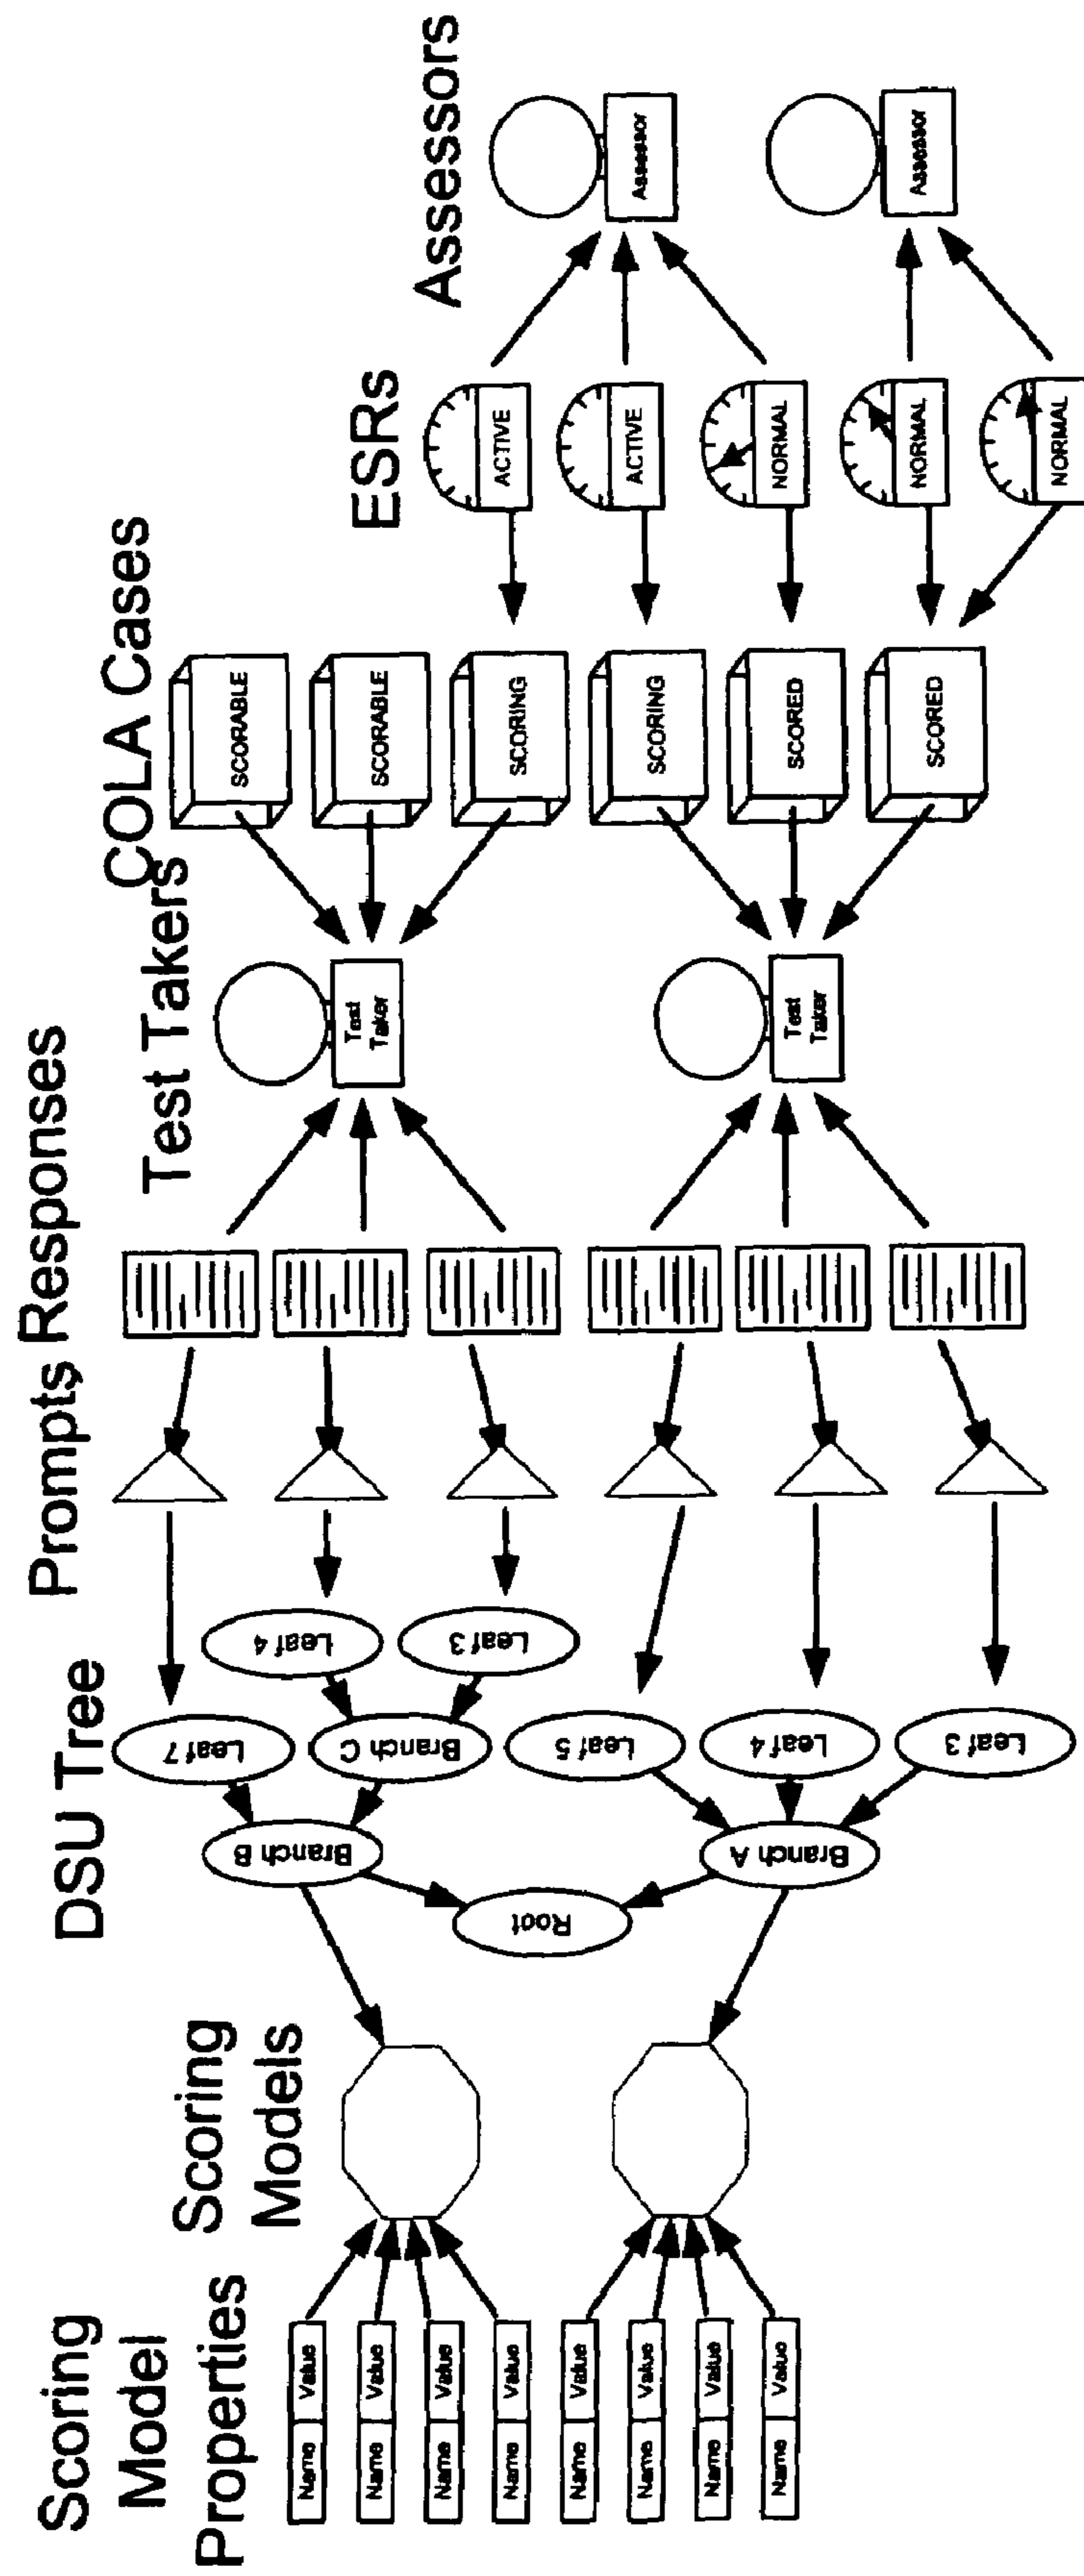 Scoring
Model
Properties
Scoring
Models
DSU Tree
Prompts
Responses
Test Takers
COLA Cases
ESRs
Assessors
Name Value
Name Value
Name Value
Name Value
Name Value
Name Value
Name Value
Name Value
Root
Branch B
Branch A
Leaf 7
Branch C
Leaf 5
Leaf 4
Leaf 3
Leaf 4
Leaf 3
Test
Taker
Test
Taker
SCORABLE
SCORABLE
SCORING
SCORING
SCORED
SCORED
ACTIVE
ACTIVE
NORMAL
NORMAL
NORMAL
Assessor
Assessor